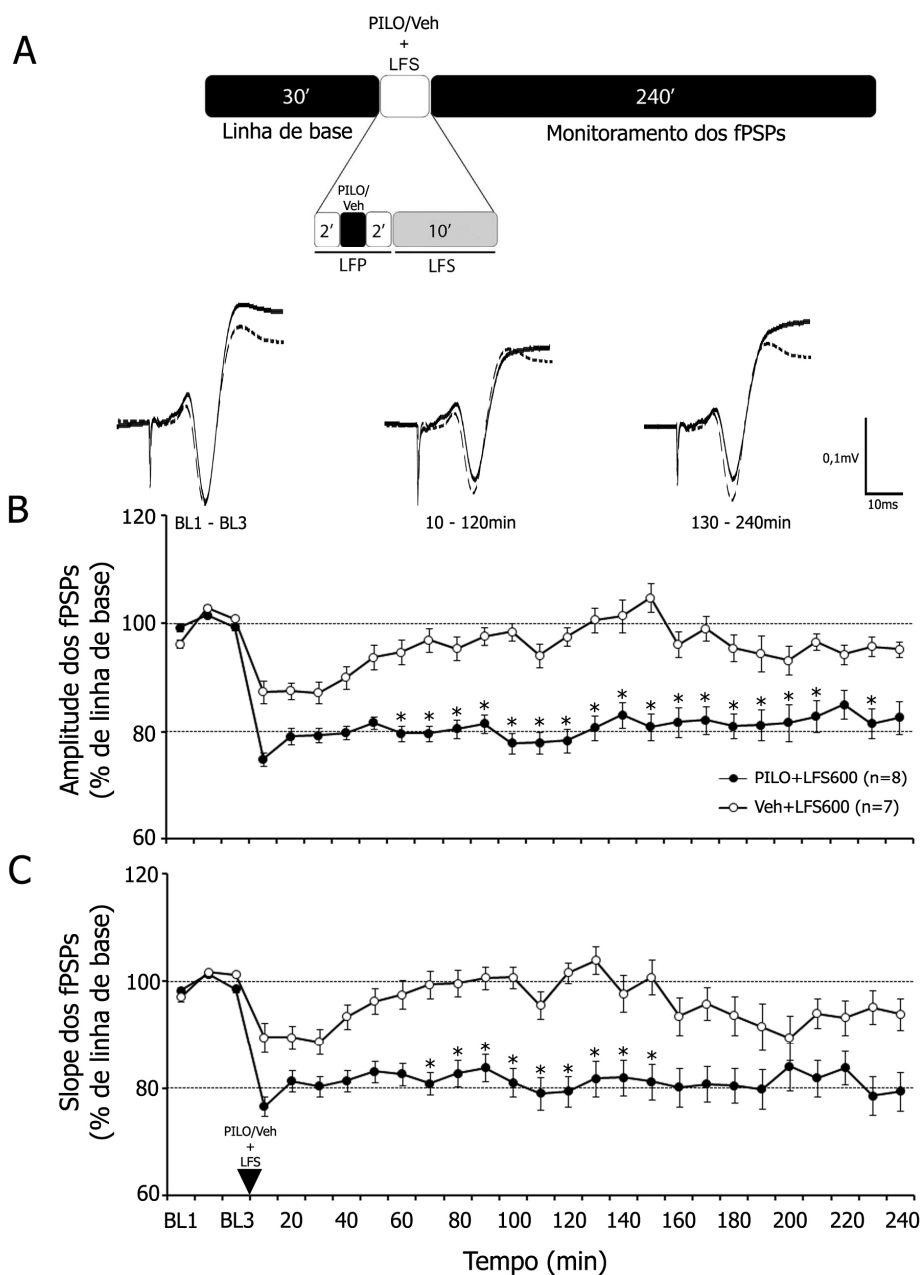 A
PILO/Veh
+
LFS
30'
240'
Linha de base
Monitoramento dos fPSPs
PILO/
Veh
2'
2'
10'
LFP
LFS
0,1mV
10ms
BL1 - BL3
10 - 120min
130 - 240min
B
Amplitude dos fPSPs
(% de linha de base)
120
100
80
60
* * * * * * * * * * * * * * * * *
PILO+LFS600 (n=8)
Veh+LFS600 (n=7)
C
Slope dos fPSPs
(% de linha de base)
120
100
80
60
* * * * * * * * *
PILO/Veh
+
LFS
BL1 BL3 20 40 60 80 100 120 140 160 180 200 220 240
Tempo (min)